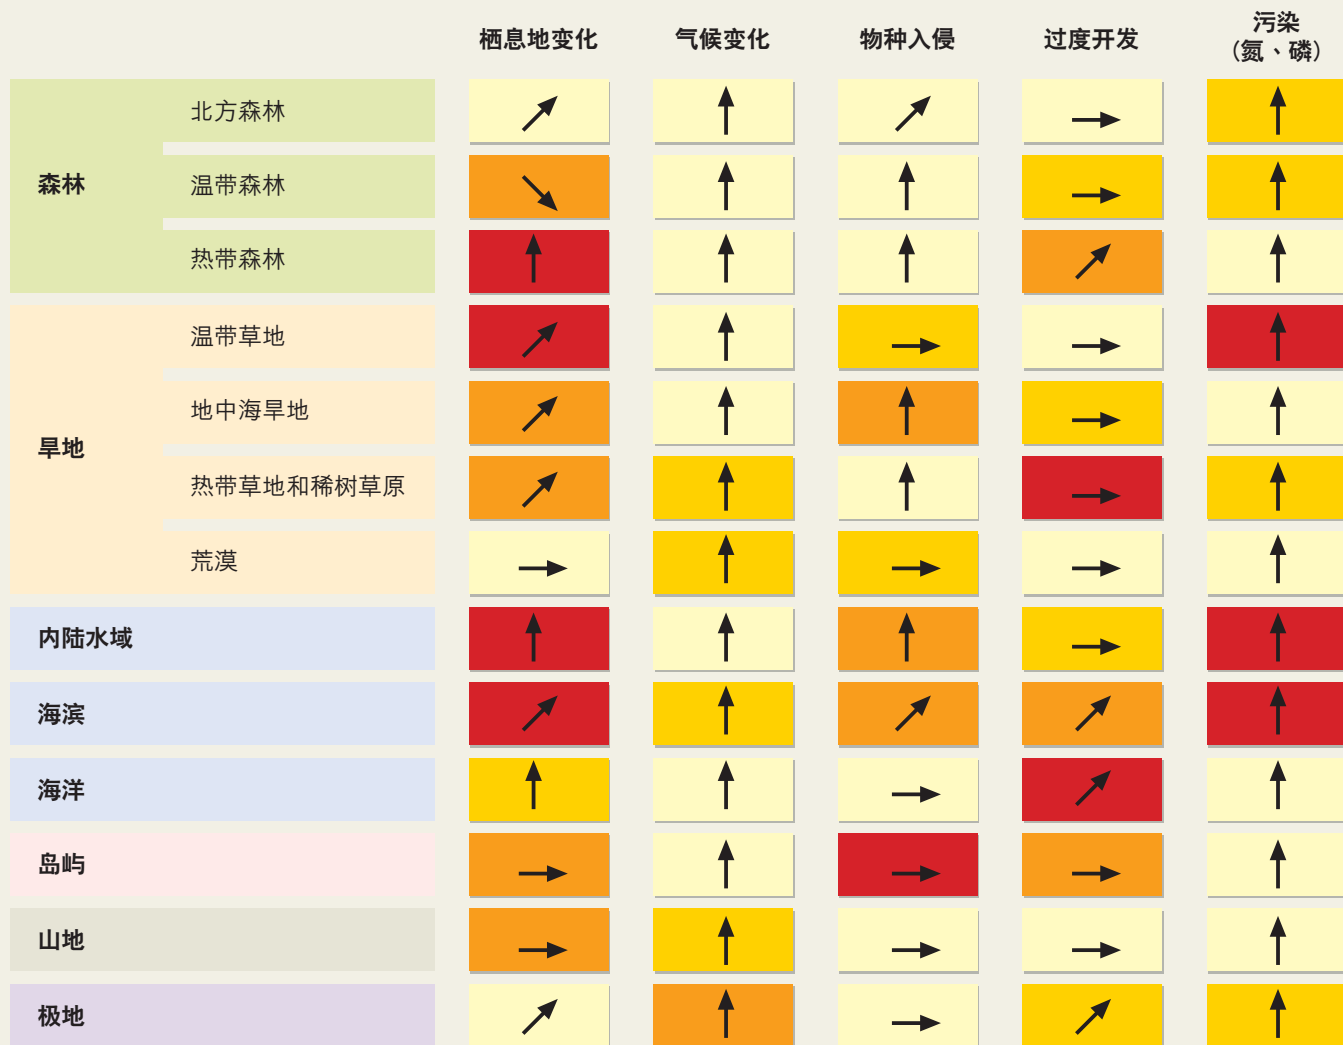 栖息地变化
气候变化
物种入侵
过度开发
污染
（氮、磷）
森林
北方森林
温带森林
热带森林
旱地
温带草地
地中海旱地
热带草地和稀树草原
荒漠
内陆水域
海滨
海洋
岛屿
山地
极地